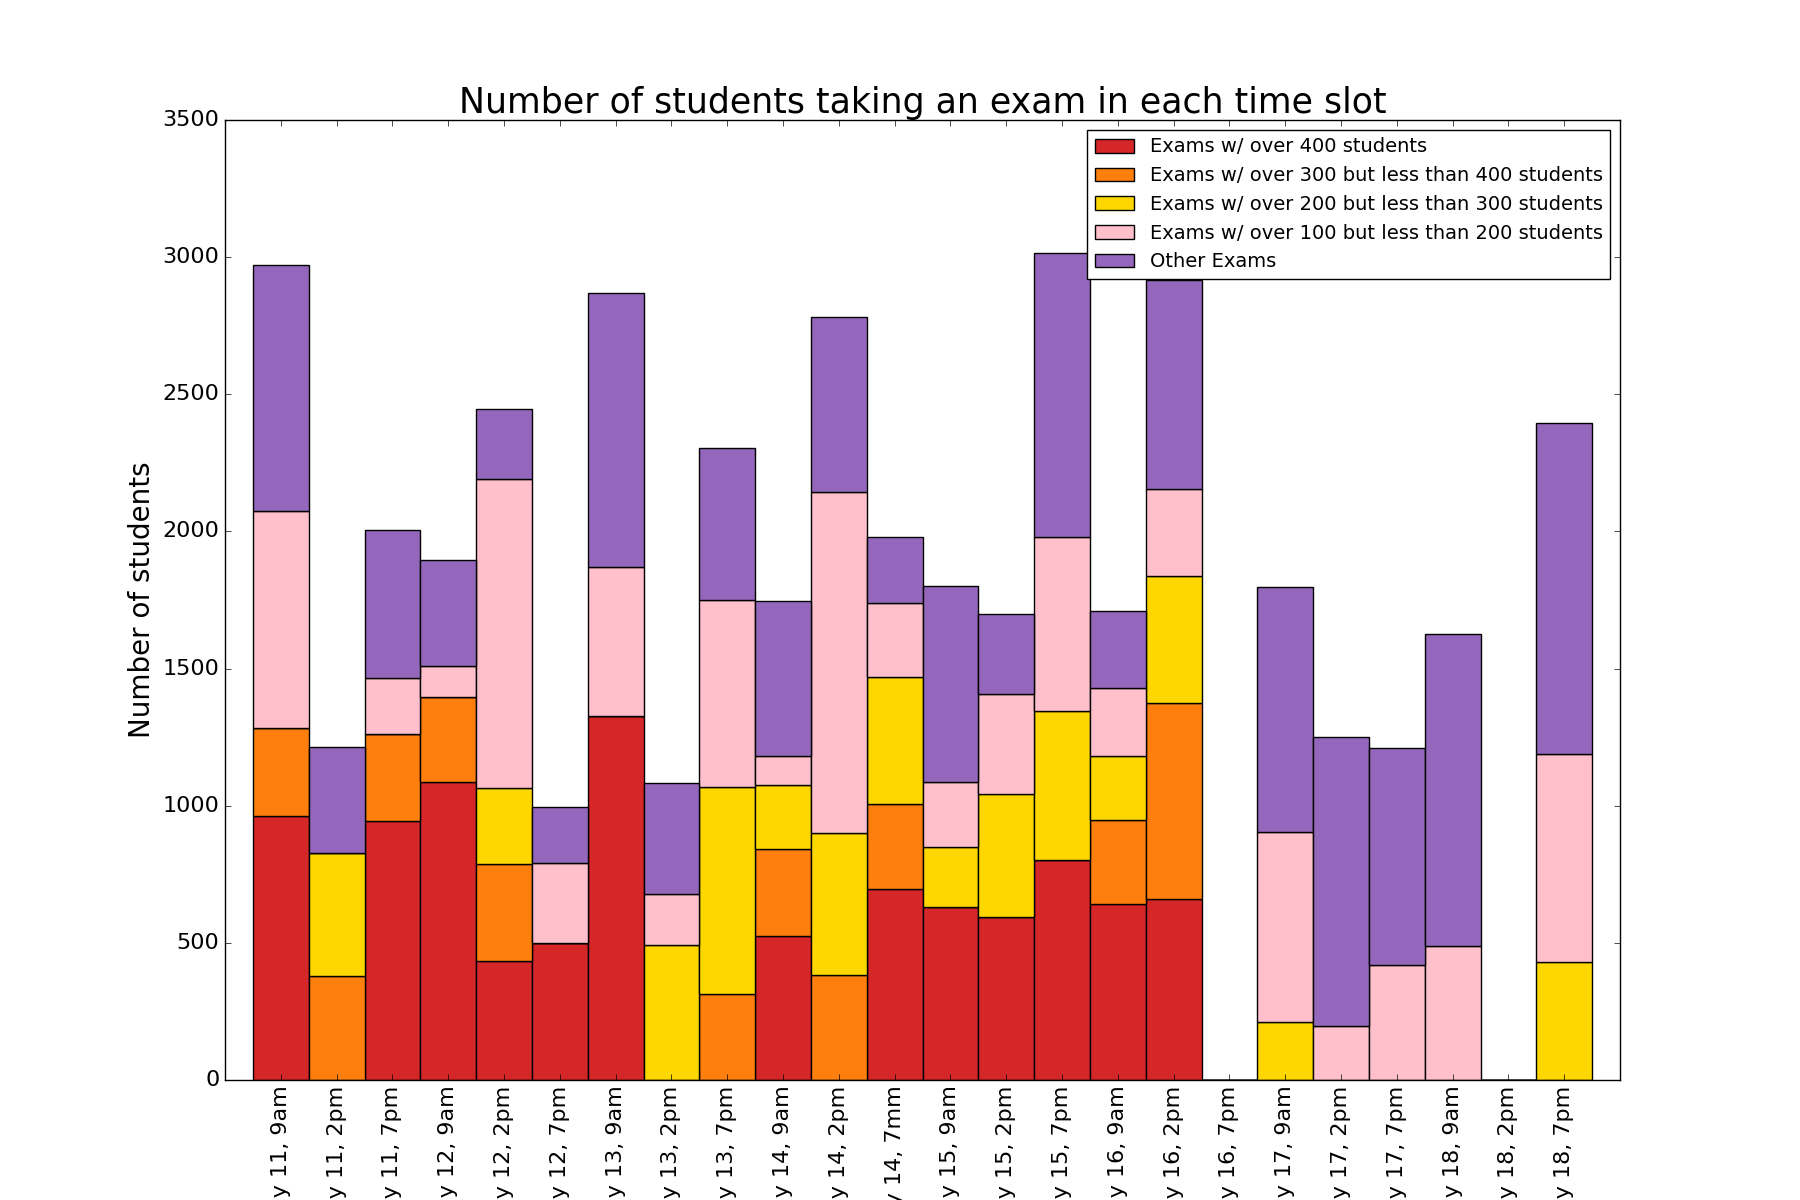 Number of students taking an exam in each time slot
Exams w/ over 400 students
Exams w/ over 300 but less than 400 students
Exams w/ over 200 but less than 300 students
Exams w/ over 100 but less than 200 students
Other Exams
Number of students
3500
3000
2500
2000
1500
1000
500
0
y 11, 9am
y 11, 2pm
y 11, 7pm
y 12, 9am
y 12, 2pm
y 12, 7pm
y 13, 9am
y 13, 2pm
y 13, 7pm
y 14, 9am
y 14, 2pm
y 14, 7mm
y 15, 9am
y 15, 2pm
y 15, 7pm
y 16, 9am
y 16, 2pm
y 16, 7pm
y 17, 9am
y 17, 2pm
y 17, 7pm
y 18, 9am
y 18, 2pm
y 18, 7pm